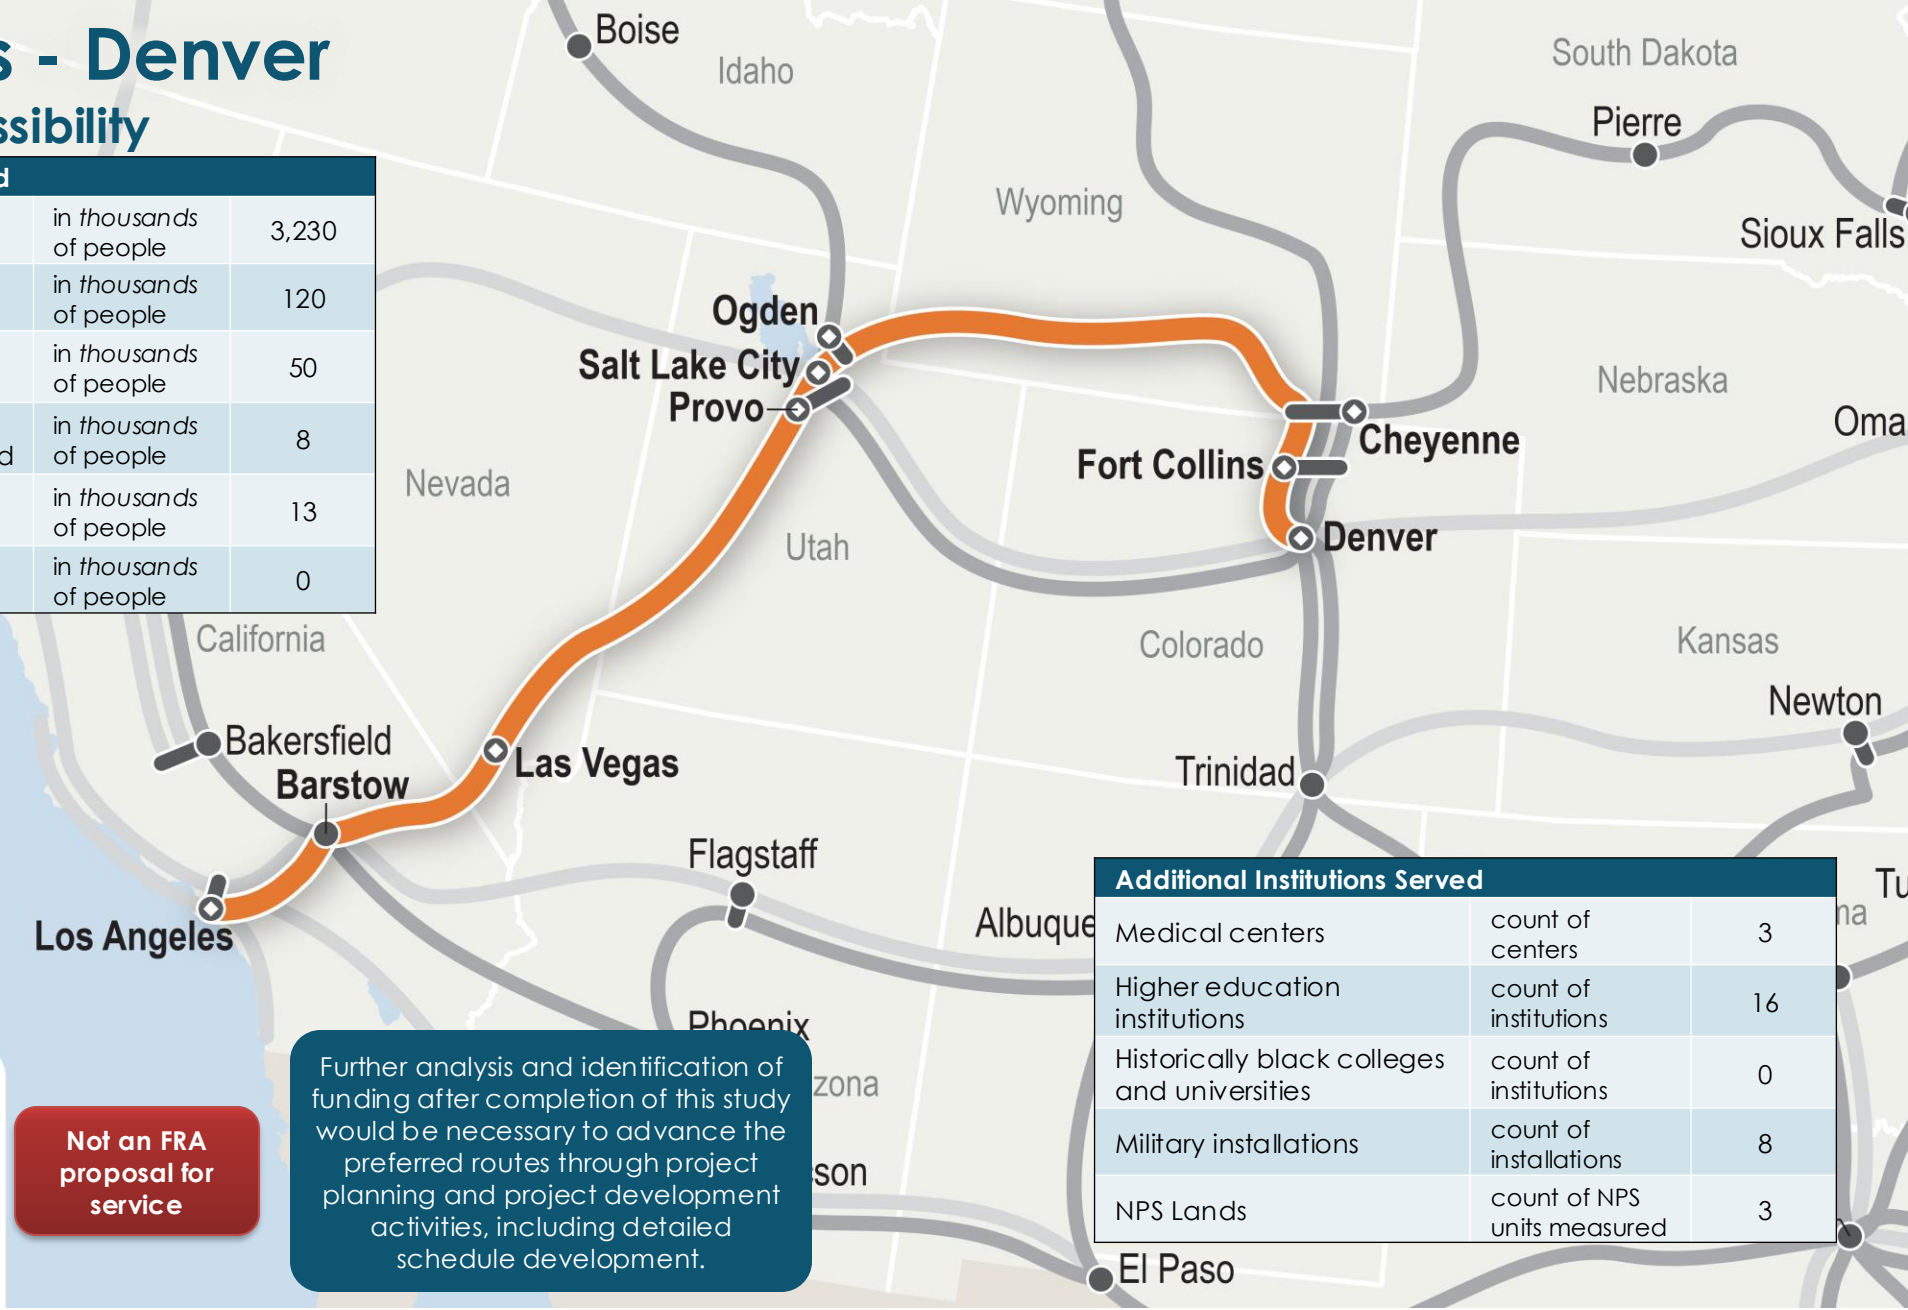 s - Denver
ssibility
d
in thousands
of people
3,230
in thousands
of people
120
in thousands
of people
50
d
in thousands
of people
8
in thousands
of people
13
in thousands
of people
0
Boise
Idaho
South Dakota
Pierre
Wyoming
Sioux Falls
Ogden
Salt Lake City
Provo
Nebraska
Oma
Cheyenne
Fort Collins
Nevada
Utah
Denver
California
Colorado
Kansas
Newton
Bakersfield
Barstow
Las Vegas
Trinidad
Flagstaff
Los Angeles
Albuque
Tu
ma
Phoenix
zona
son
El Paso
Additional Institutions Served
Medical centers
count of
centers
3
Higher education
institutions
count of
institutions
16
Historically black colleges
and universities
count of
institutions
0
Military installations
count of
installations
8
NPS Lands
count of NPS
units measured
3
Not an FRA
proposal for
service
Further analysis and identification of
funding after completion of this study
would be necessary to advance the
preferred routes through project
planning and project development
activities, including detailed
schedule development.